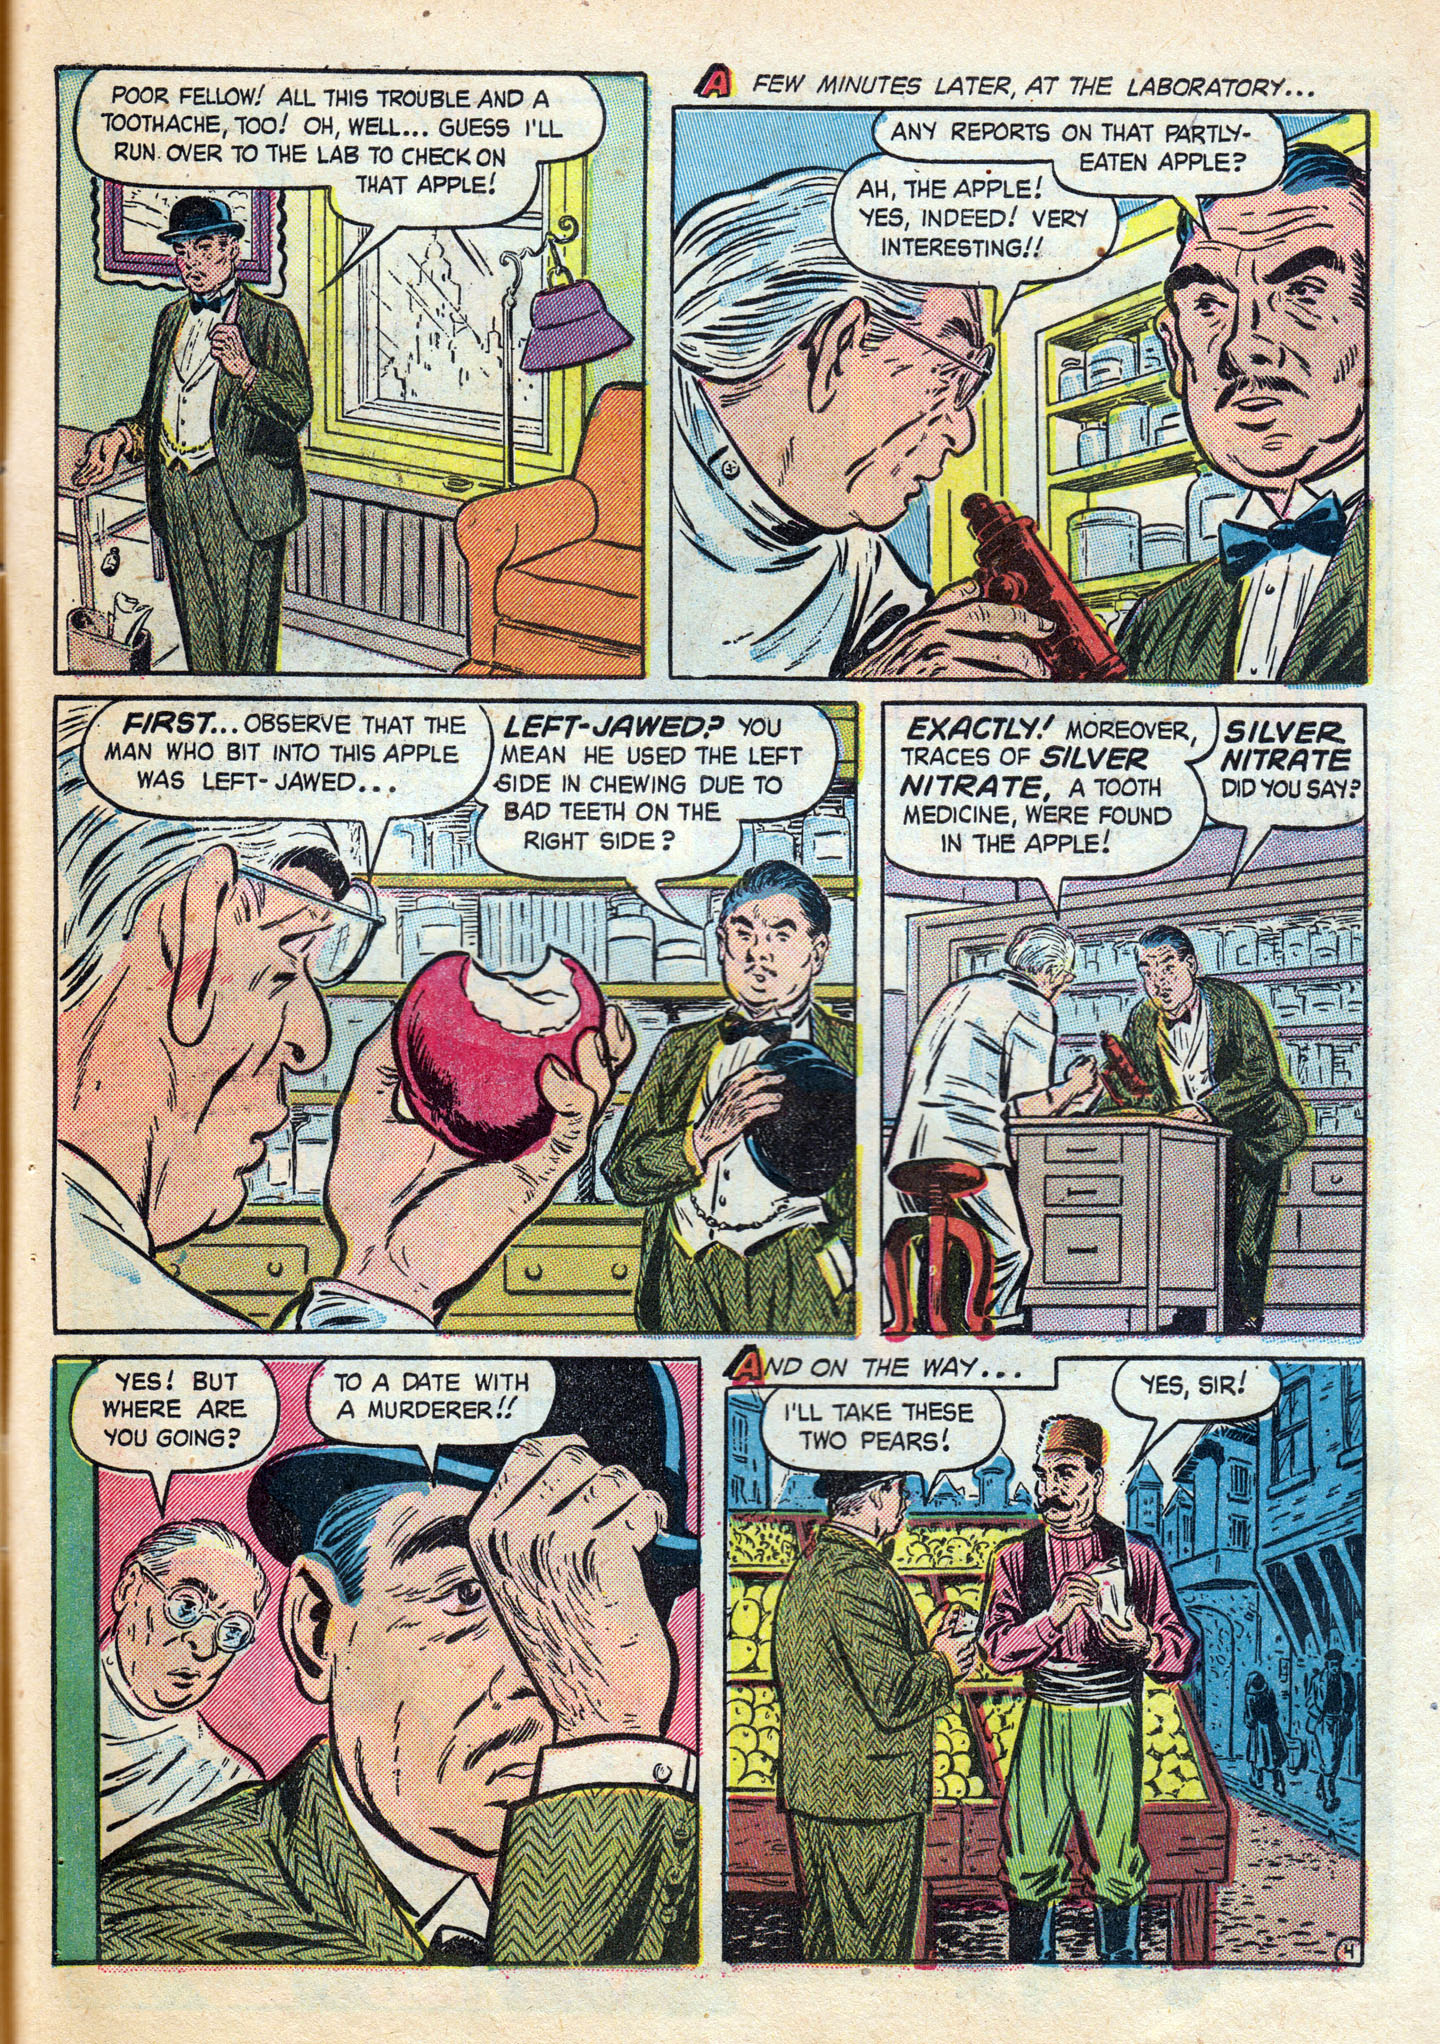 POOR FELLOW! ALL THIS TROUBLE AND A
TOOTHACHE, TOO! OH, WELL... GUESS I'LL
RUN OVER TO THE LAB TO CHECK ON
THAT APPLE!
A FEW MINUTES LATER, AT THE LABORATORY...
ANY REPORTS ON THAT PARTLY-
EATEN APPLE?
AH, THE APPLE!
YES, INDEED! VERY
INTERESTING!!
FIRST... OBSERVE THAT THE
MAN WHO BIT INTO THIS APPLE
WAS LEFT-JAWED...
LEFT-JAWED? YOU
MEAN HE USED THE LEFT
SIDE IN CHEWING DUE TO
BAD TEETH ON THE
RIGHT SIDE?
EXACTLY! MOREOVER,
TRACES OF SILVER
NITRATE, A TOOTH
MEDICINE, WERE FOUND
IN THE APPLE!
SILVER
NITRATE
DID YOU SAY?
YES! BUT
WHERE ARE
YOU GOING?
TO A DATE WITH
A MURDERER!!
AND ON THE WAY...
I'LL TAKE THESE
TWO PEARS!
YES, SIR!
4